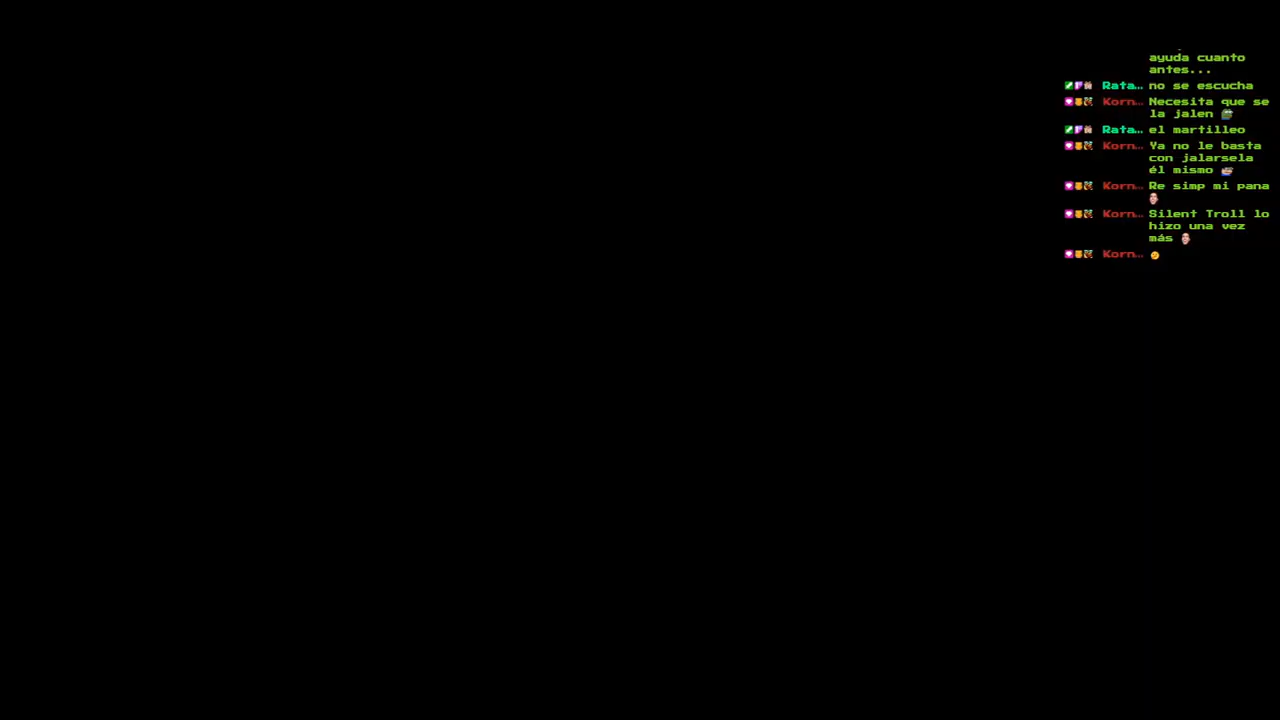 ayuda cuanto
antes...
Rata… no se escucha
Korn… Necesita que se
la jalen
Rata… el martilleo
Korn… Ya no le basta
con jalarsela
él mismo
Korn… Re simp mi pana
Korn… Silent Troll lo
hizo una vez
más
Korn…